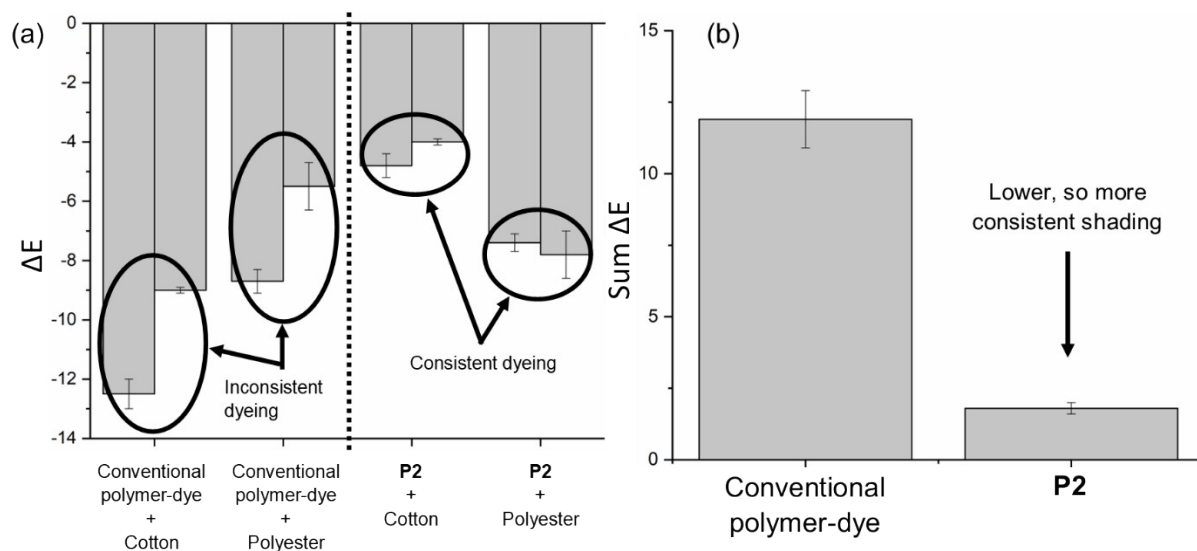 (a)
0
-2
-4
-6
-8
-10
-12
-14
ΔE
Inconsistent
dyeing
Consistent dyeing
Conventional
polymer-dye
+
Cotton
Conventional
polymer-dye
+
Polyester
P2
+
Cotton
P2
+
Polyester
(b)
15
10
5
0
Sum ΔE
Lower, so more
consistent shading
Conventional
polymer-dye
P2